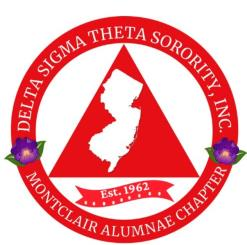 DELTA SIGMA THETA SORORITY, INC.
Est. 1962
MONTCLAIR ALUMNAE CHAPTER